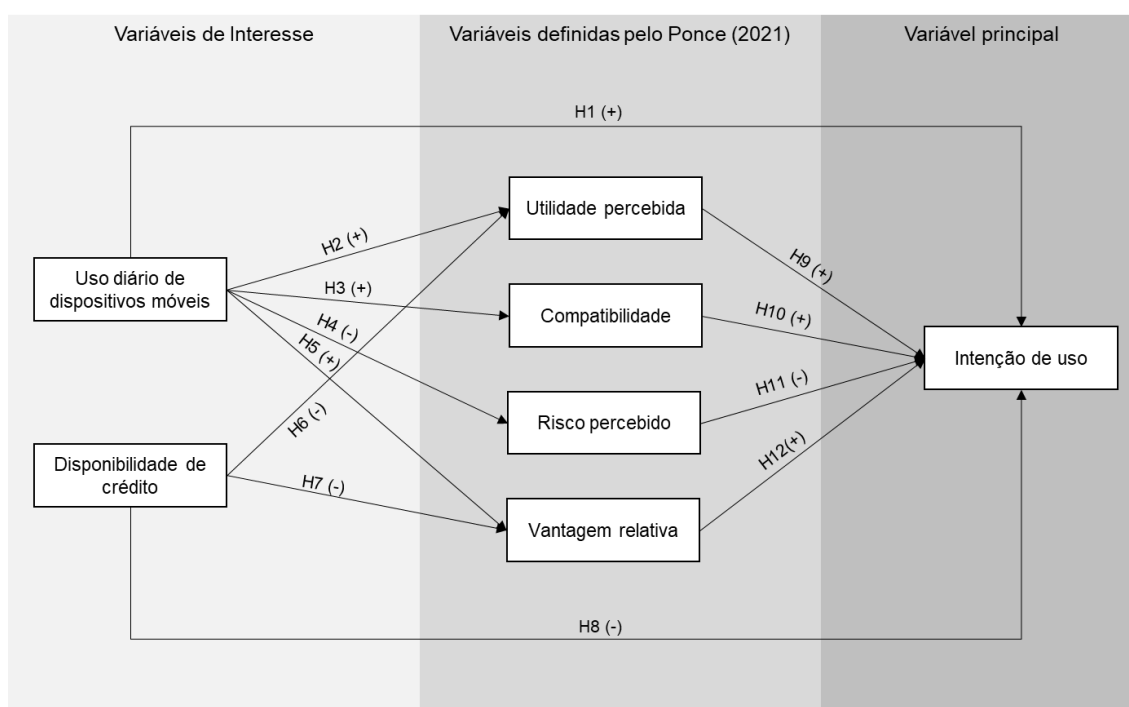 Variáveis de Interesse
Variáveis definidas pelo Ponce (2021)
Variável principal
H1 (+)
Utilidade percebida
H2 (+)
H9 (+)
Uso diário de
dispositivos móveis
H3 (+)
Compatibilidade
H10 (+)
H4 (-)
H5 (+)
Intenção de uso
H11 (-)
H6 (-)
Risco percebido
H12(+)
Disponibilidade de
crédito
H7 (-)
Vantagem relativa
H8 (-)